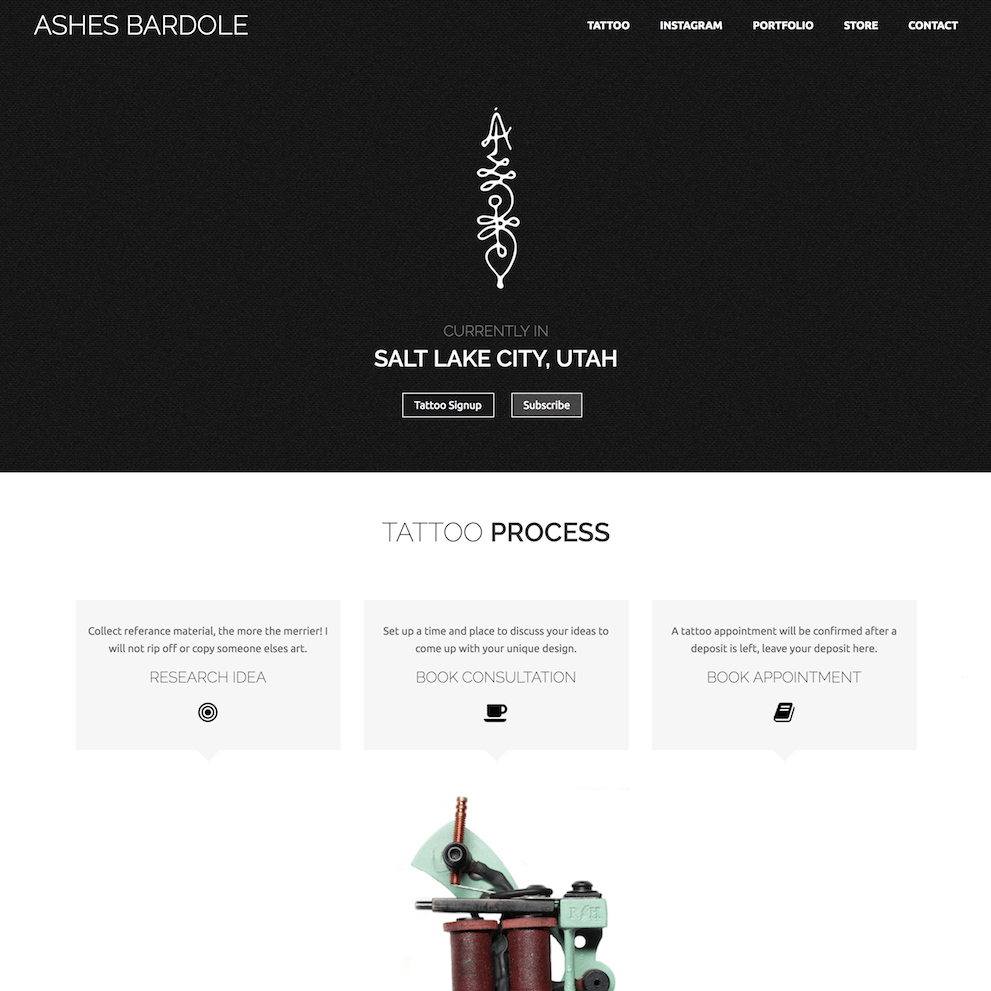 ASHES BARDOLE
TATTOO INSTAGRAM PORTFOLIO STORE CONTACT
CURRENTLY IN
SALT LAKE CITY, UTAH
Tattoo Signup Subscribe
TATTOO PROCESS
Collect referance material, the more the merrier! I
will not rip off or copy someone elses art.
RESEARCH IDEA
Set up a time and place to discuss your ideas to
come up with your unique design.
BOOK CONSULTATION
A tattoo appointment will be confirmed after a
deposit is left, leave your deposit here.
BOOK APPOINTMENT